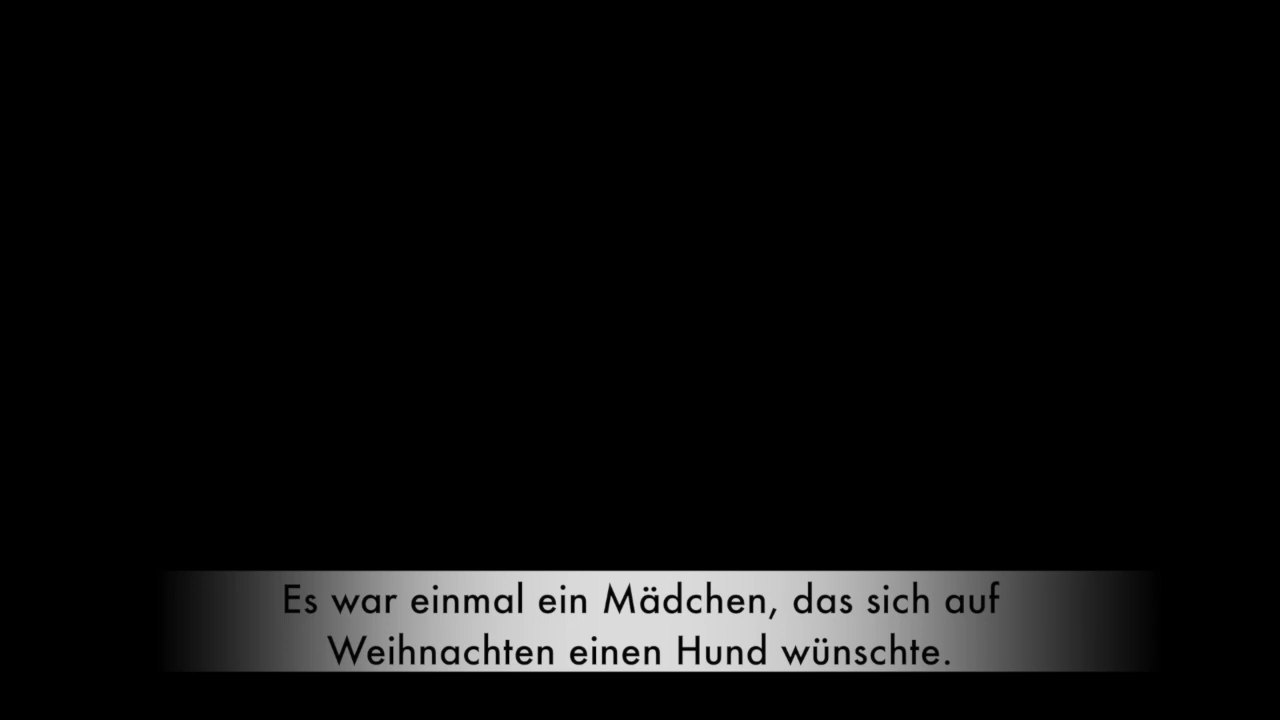 Es war einmal ein Mädchen, das sich auf
Weihnachten einen Hund wünschte.